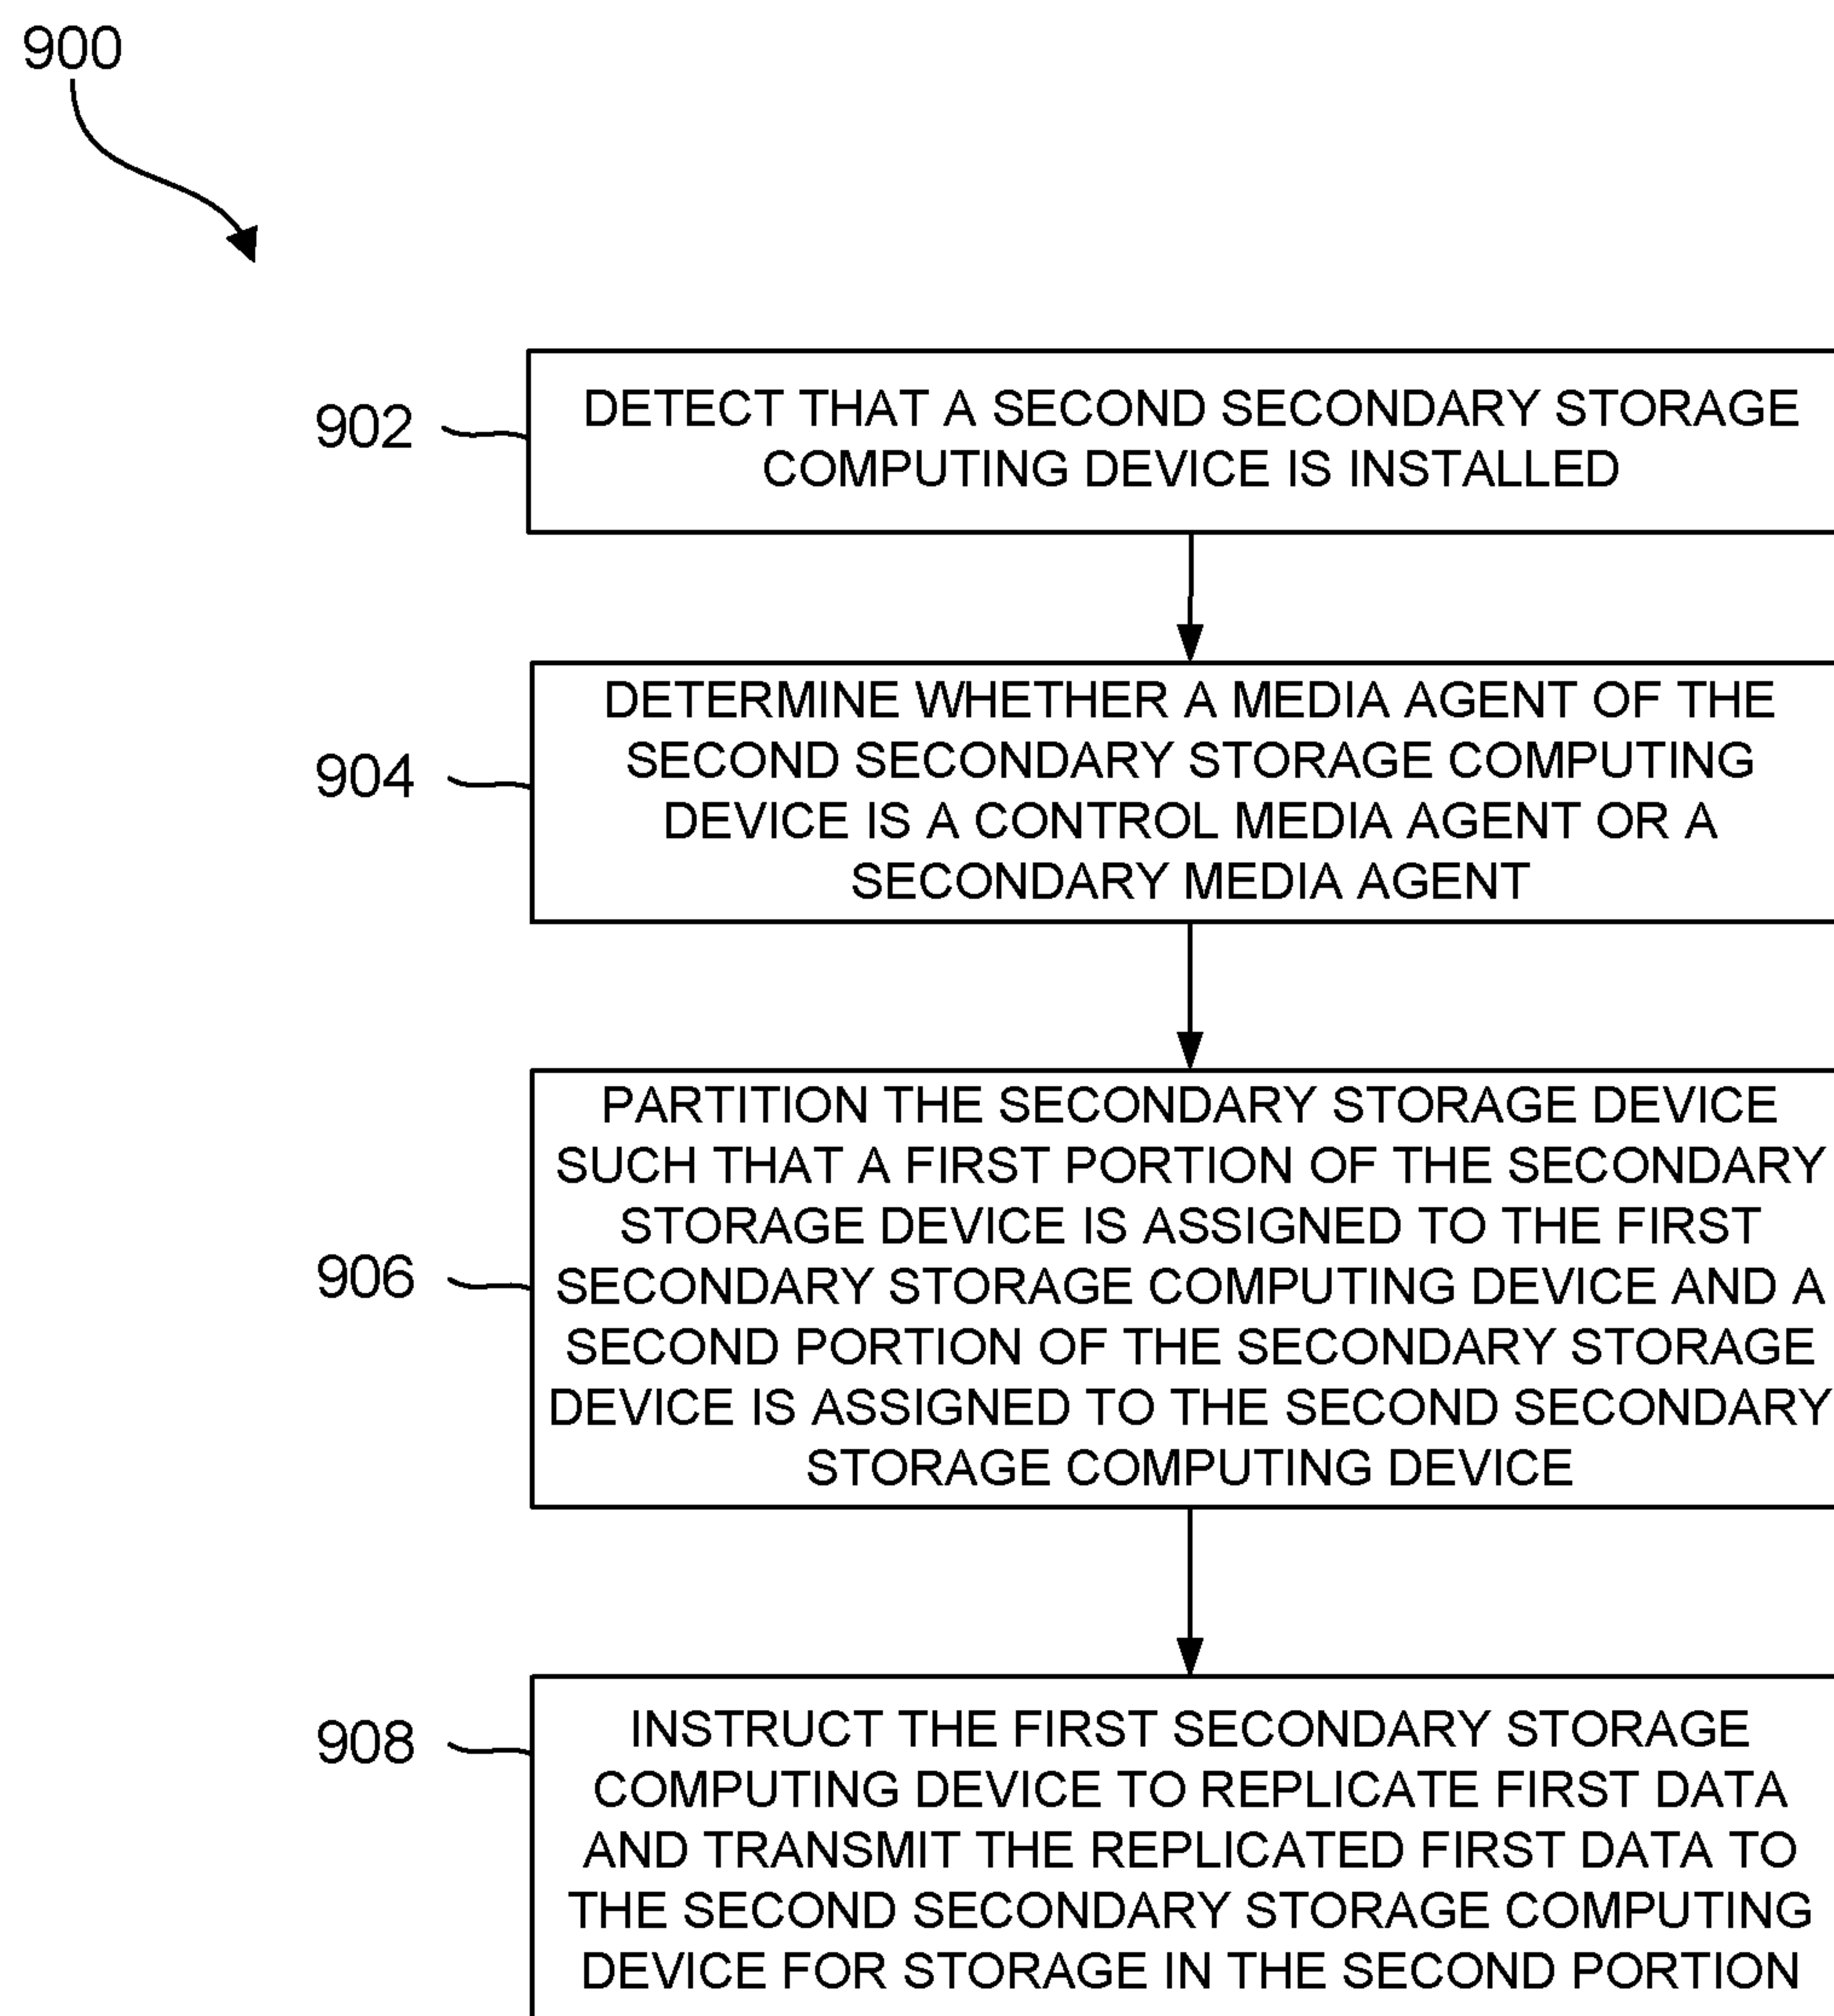 900
902
DETECT THAT A SECOND SECONDARY STORAGE
COMPUTING DEVICE IS INSTALLED
904
DETERMINE WHETHER A MEDIA AGENT OF THE
SECOND SECONDARY STORAGE COMPUTING
DEVICE IS A CONTROL MEDIA AGENT OR A
SECONDARY MEDIA AGENT
906
PARTITION THE SECONDARY STORAGE DEVICE
SUCH THAT A FIRST PORTION OF THE SECONDARY
STORAGE DEVICE IS ASSIGNED TO THE FIRST
SECONDARY STORAGE COMPUTING DEVICE AND A
SECOND PORTION OF THE SECONDARY STORAGE
DEVICE IS ASSIGNED TO THE SECOND SECONDARY
STORAGE COMPUTING DEVICE
908
INSTRUCT THE FIRST SECONDARY STORAGE
COMPUTING DEVICE TO REPLICATE FIRST DATA
AND TRANSMIT THE REPLICATED FIRST DATA TO
THE SECOND SECONDARY STORAGE COMPUTING
DEVICE FOR STORAGE IN THE SECOND PORTION